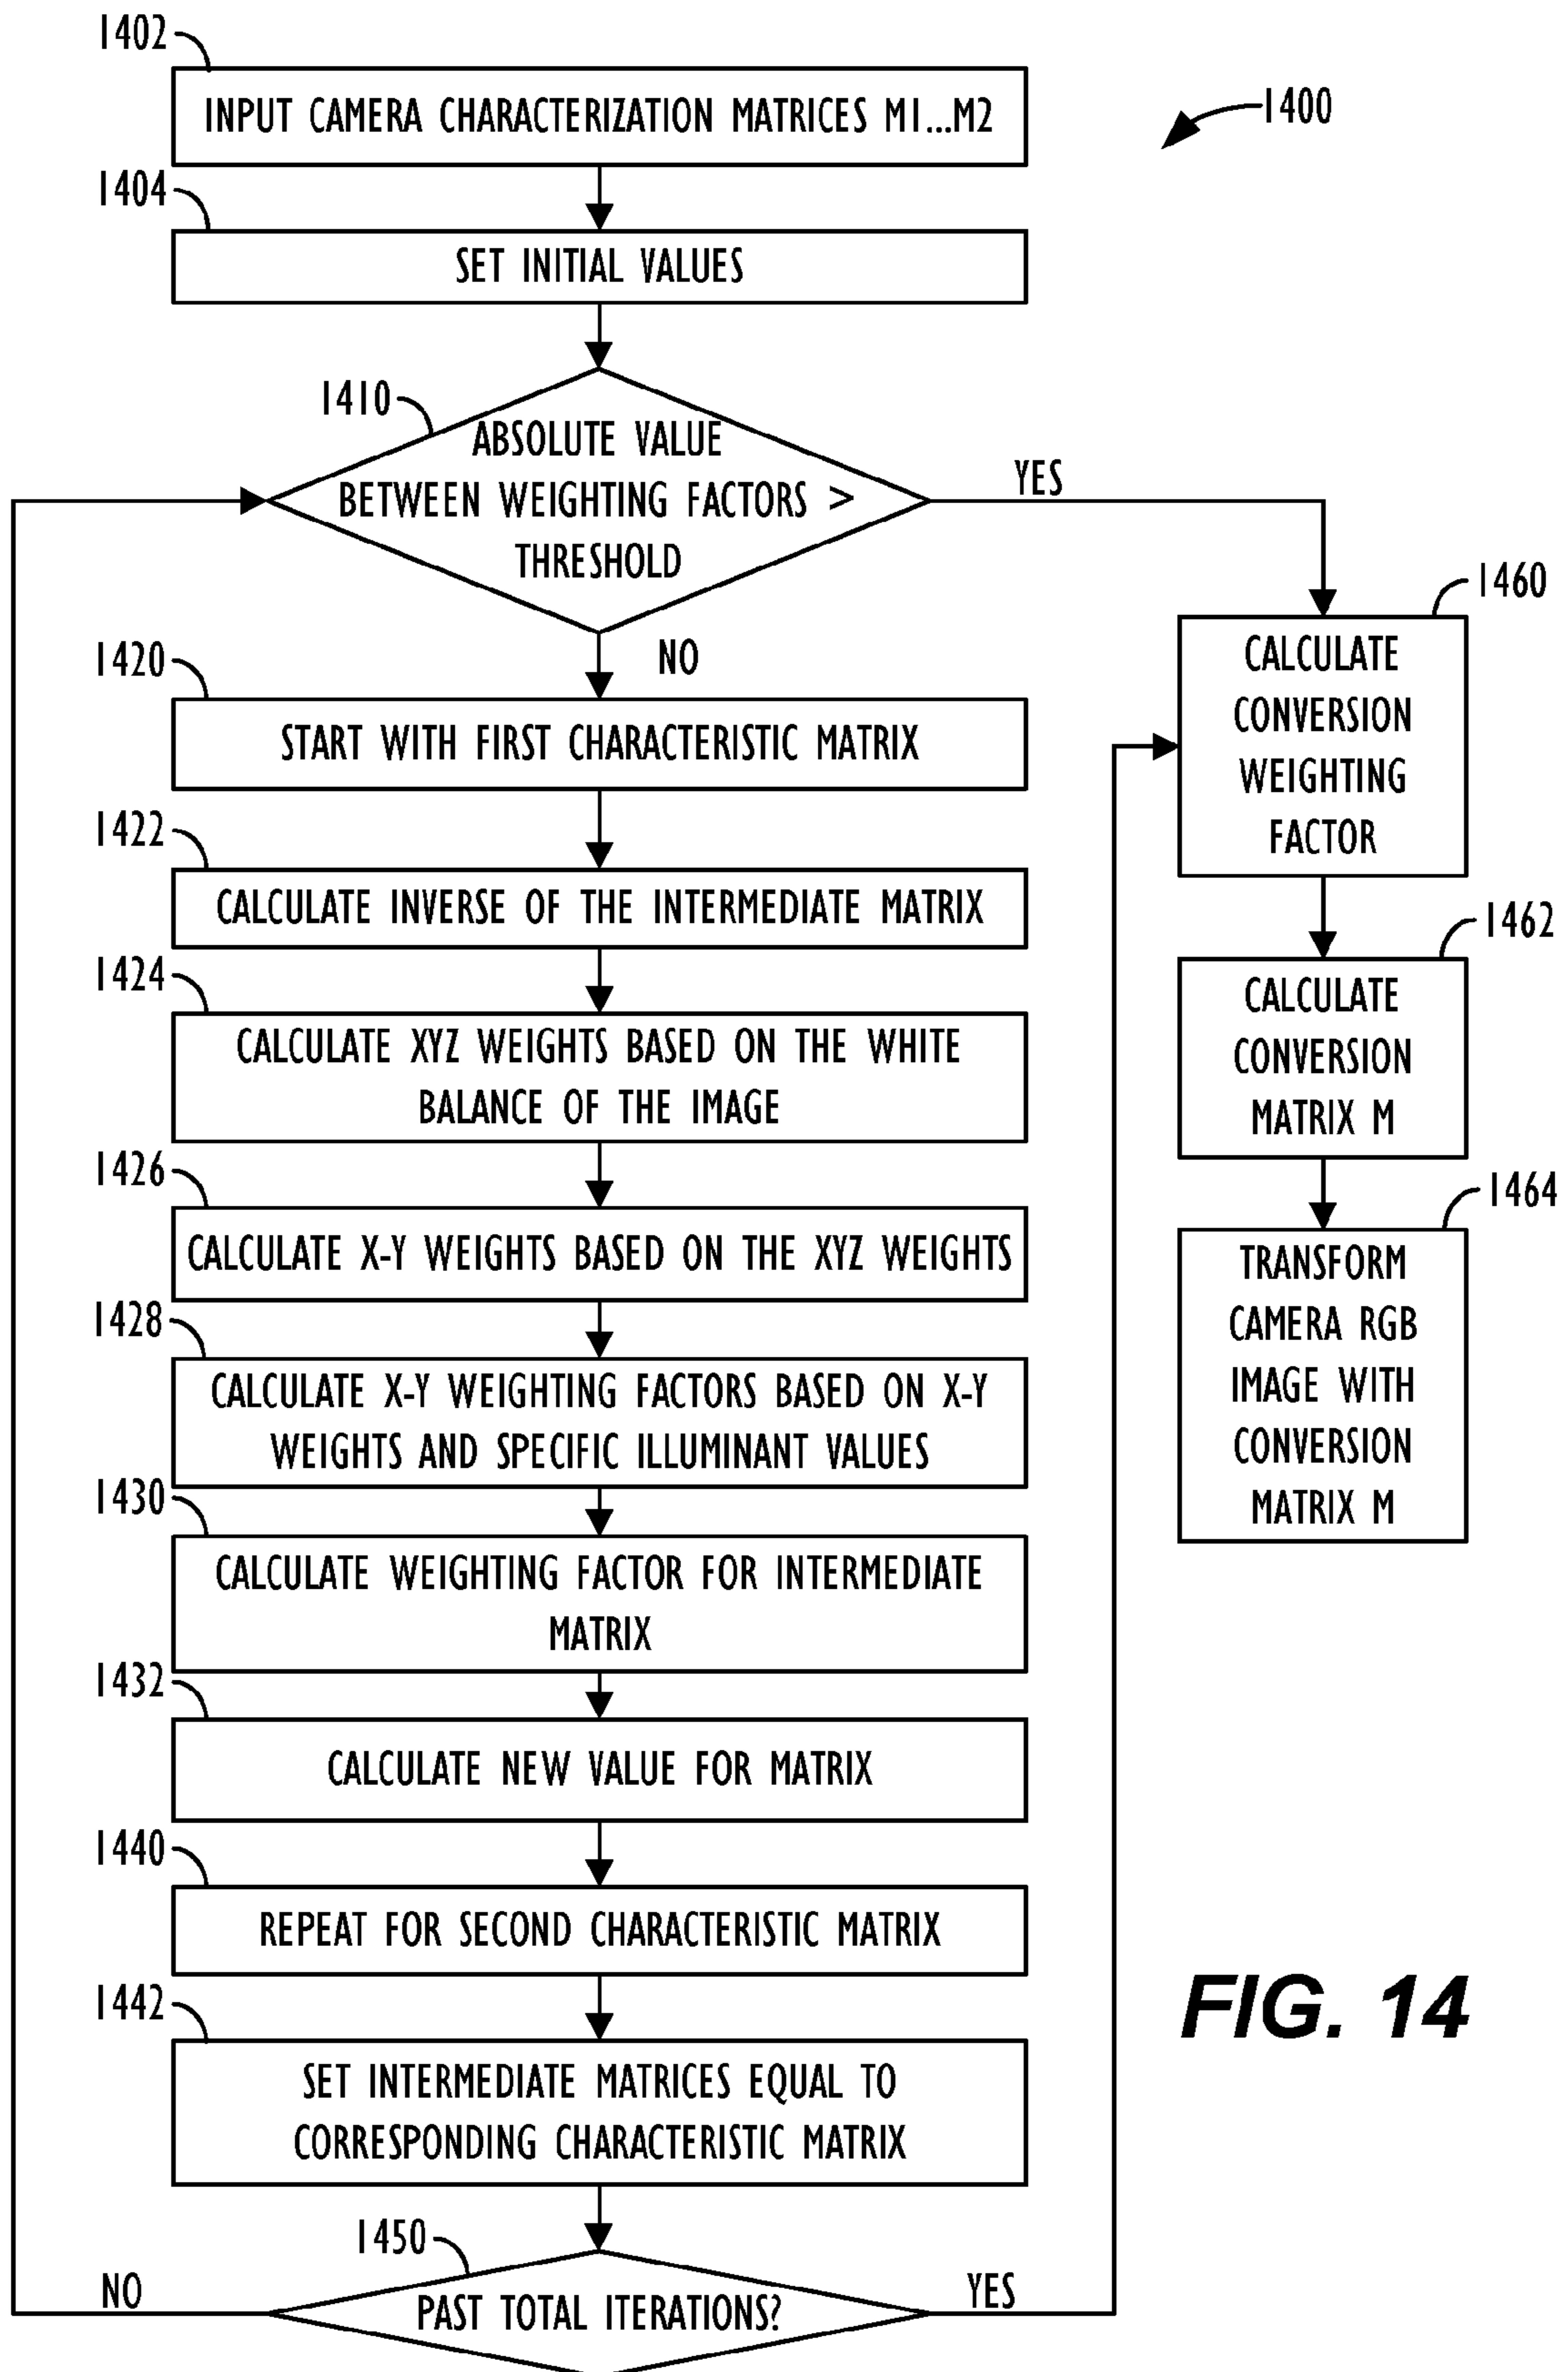 1402
INPUT CAMERA CHARACTERIZATION MATRICES M1...M2
1400
1404
SET INITIAL VALUES
1410
ABSOLUTE VALUE
BETWEEN WEIGHTING FACTORS >
THRESHOLD
YES
NO
1420
START WITH FIRST CHARACTERISTIC MATRIX
1422
CALCULATE INVERSE OF THE INTERMEDIATE MATRIX
1424
CALCULATE XYZ WEIGHTS BASED ON THE WHITE
BALANCE OF THE IMAGE
1426
CALCULATE X-Y WEIGHTS BASED ON THE XYZ WEIGHTS
1428
CALCULATE X-Y WEIGHTING FACTORS BASED ON X-Y
WEIGHTS AND SPECIFIC ILLUMINANT VALUES
1430
CALCULATE WEIGHTING FACTOR FOR INTERMEDIATE
MATRIX
1432
CALCULATE NEW VALUE FOR MATRIX
1440
REPEAT FOR SECOND CHARACTERISTIC MATRIX
1442
SET INTERMEDIATE MATRICES EQUAL TO
CORRESPONDING CHARACTERISTIC MATRIX
1450
NO
PAST TOTAL ITERATIONS?
YES
1460
CALCULATE
CONVERSION
WEIGHTING
FACTOR
1462
CALCULATE
CONVERSION
MATRIX M
1464
TRANSFORM
CAMERA RGB
IMAGE WITH
CONVERSION
MATRIX M
FIG. 14